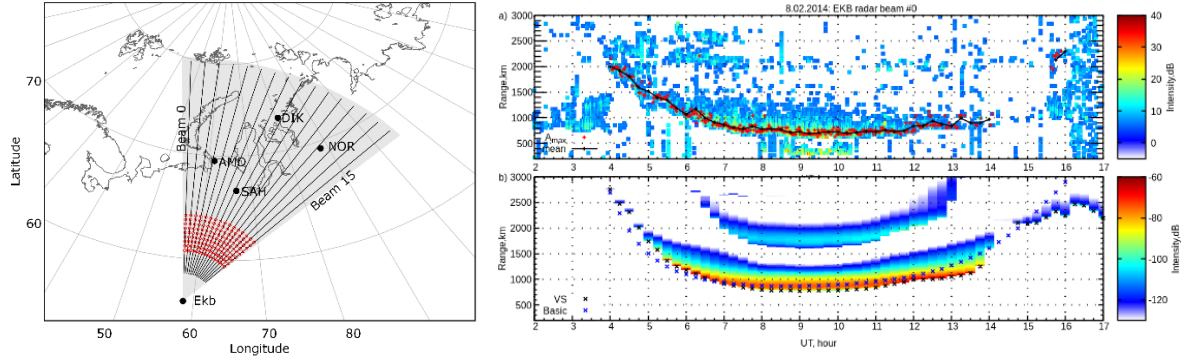 70
60
Latitude
50
60
70
80
Longitude
Beam 0
Beam 15
DIK
NOR
AMD
SAH
Ekb
8.02.2014: EKB radar beam #0
a)
3000
2500
2000
1500
1000
500
Range,km
mean
2 3 4 5 6 7 8 9 10 11 12 13 14 15 16 17
40
30
20
10
0
Intensity,dB
b)
3000
2500
2000
1500
1000
500
Range,km
VS
Basic
2 3 4 5 6 7 8 9 10 11 12 13 14 15 16 17
UT, hour
-60
-80
-100
-120
Intensity,dB